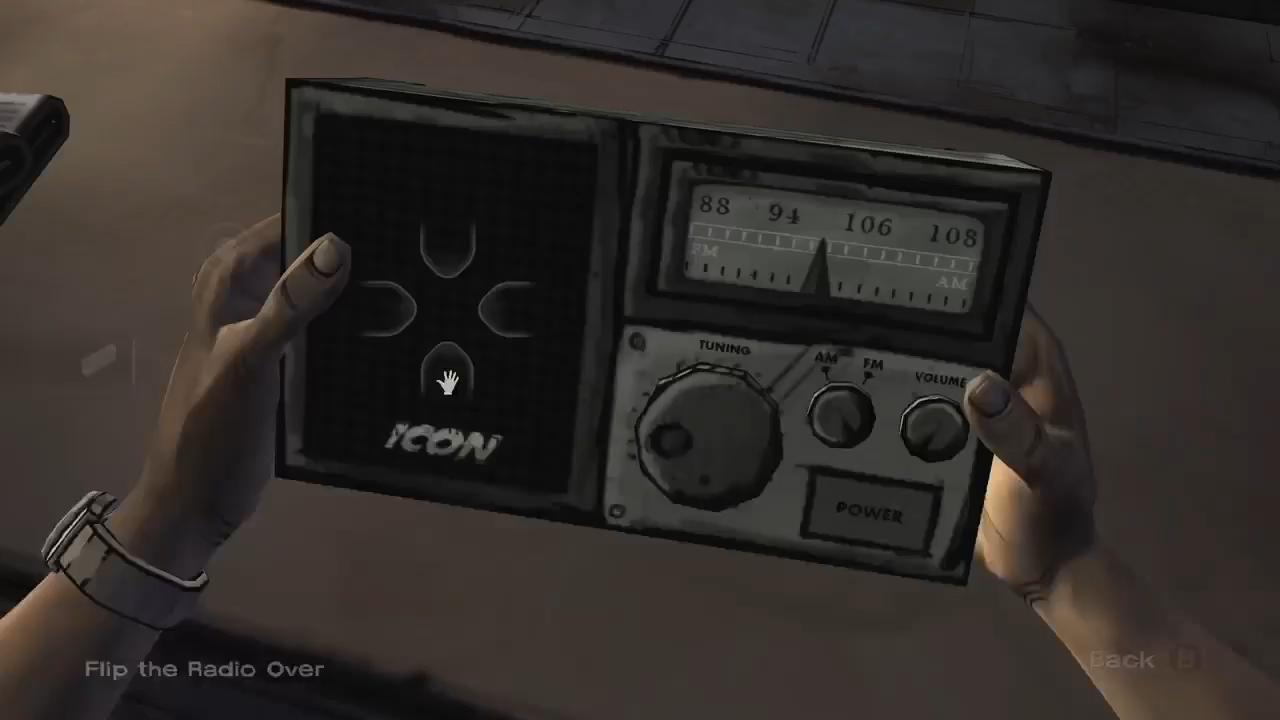 88 94 106 108
FM
AM
TUNING
AM FM
VOLUME
ICON
POWER
Flip the Radio Over
Back B